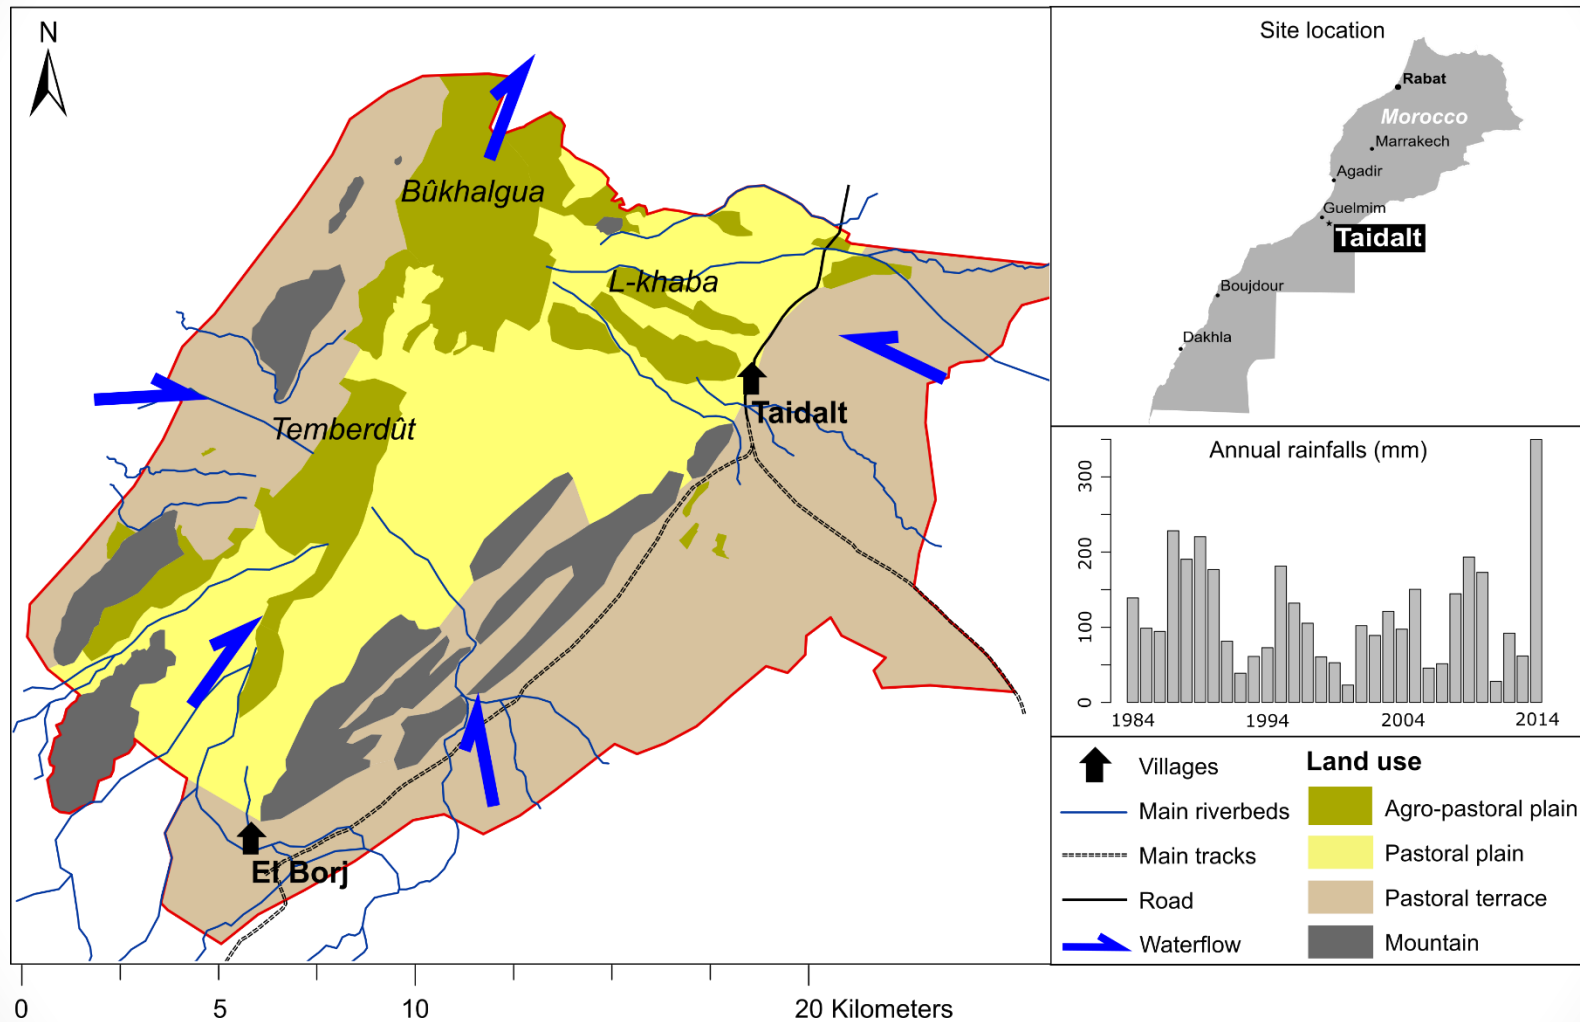 N
Bûkhalgua
L-khaba
Temberdût
Taidalt
El Borj
0
5
10
20 Kilometers
Site location
Rabat
Morocco
Marrakech
Agadir
Guelmim
Taidalt
Boujdour
Dakhla
Annual rainfalls (mm)
300
200
100
0
1984
1994
2004
2014
Villages
Main riverbeds
Main tracks
Road
Waterflow
Land use
Agro-pastoral plain
Pastoral plain
Pastoral terrace
Mountain